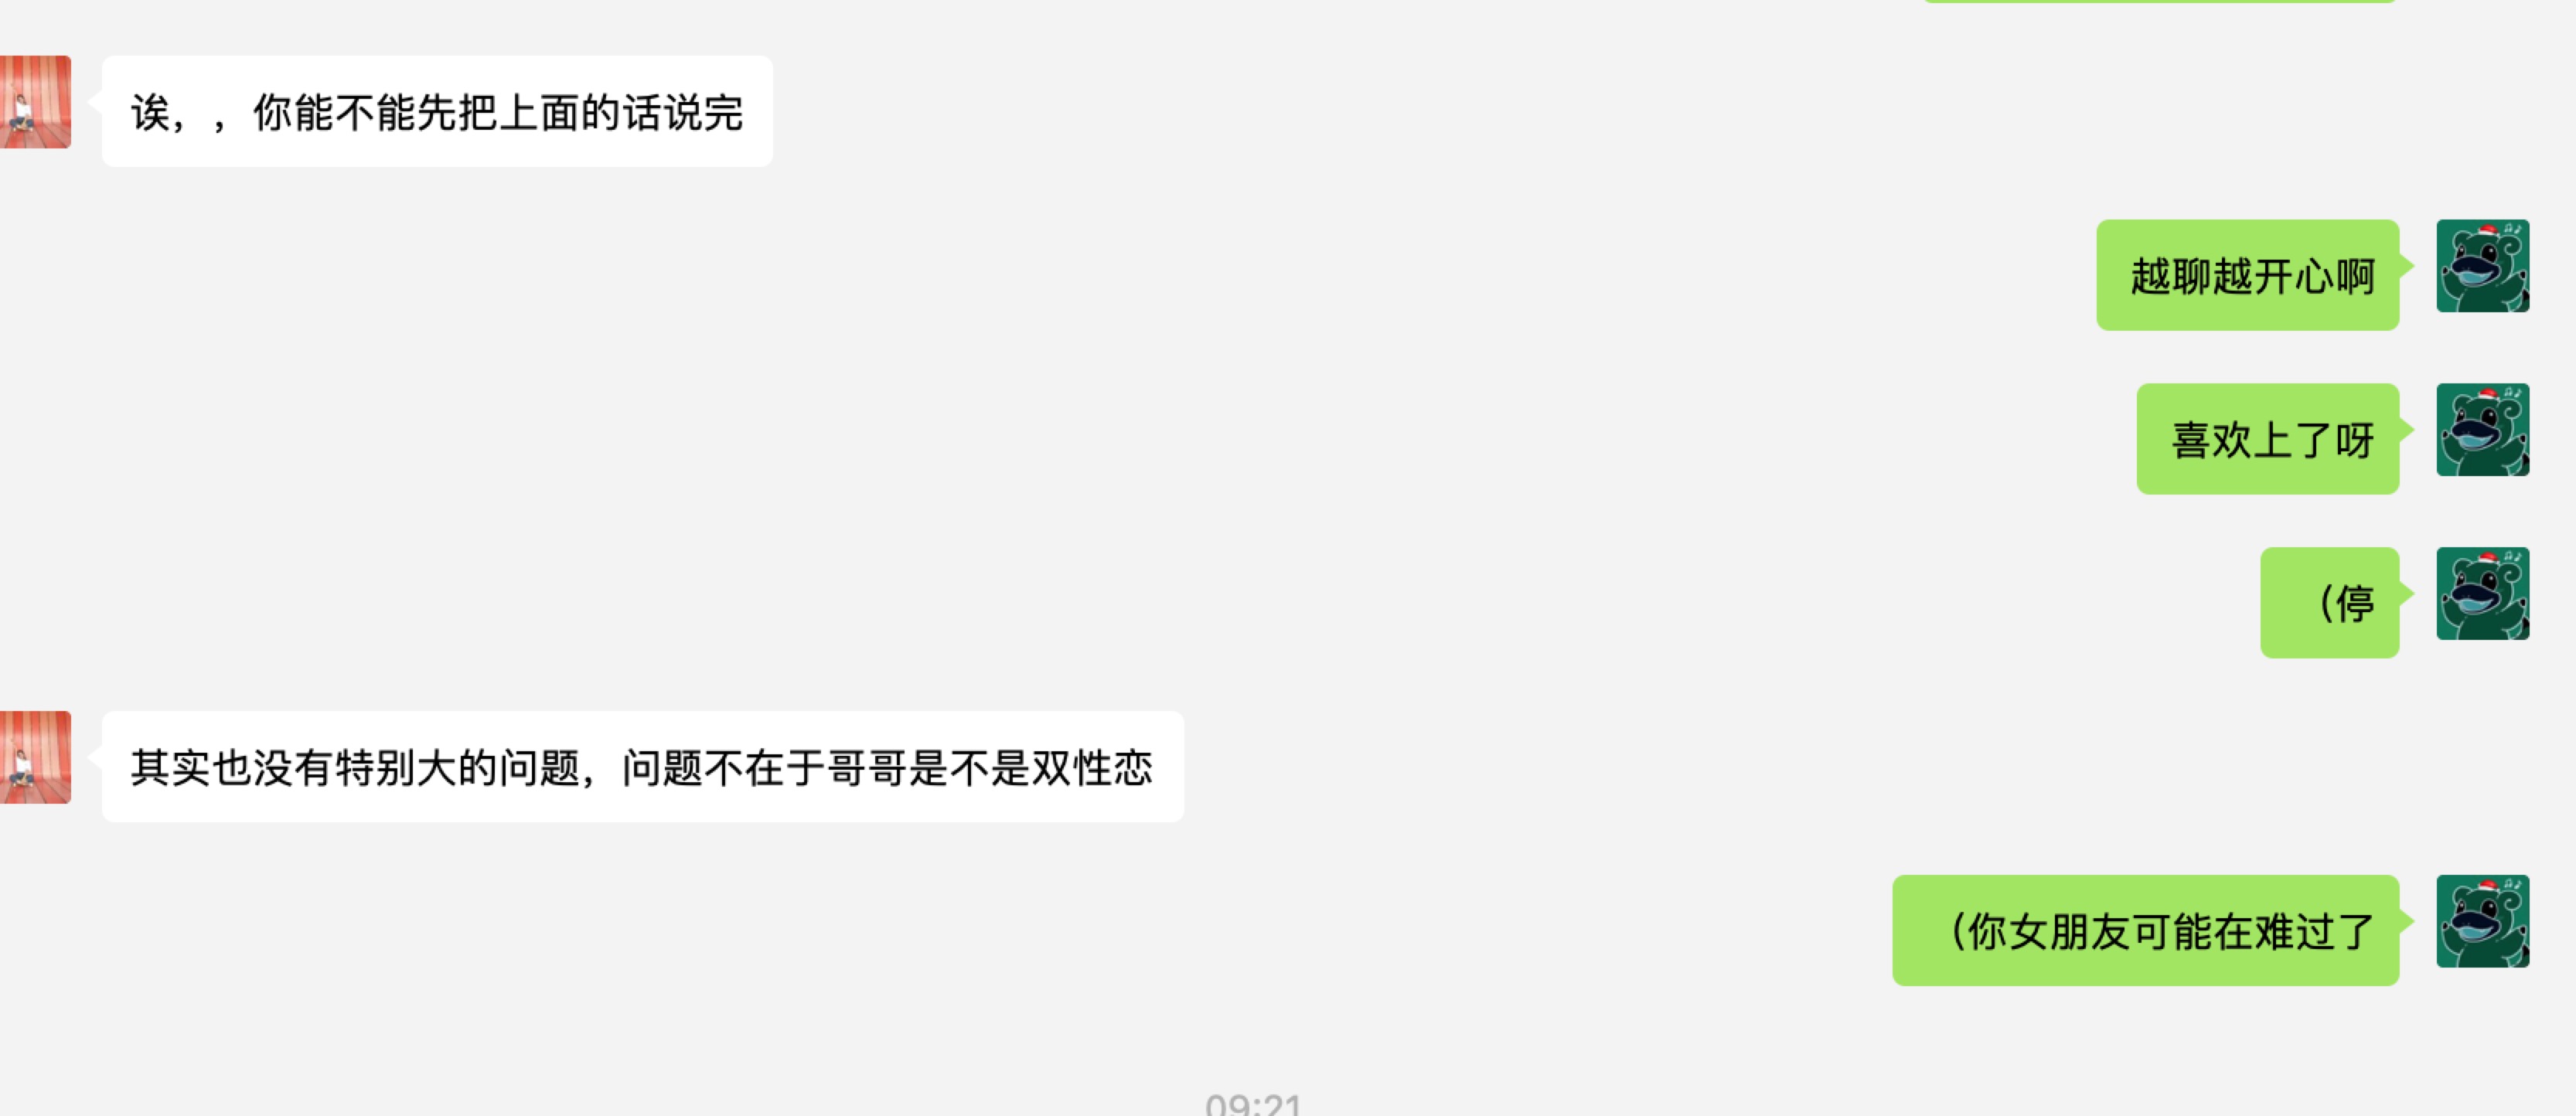 诶，，你能不能先把上面的话说完
越聊越开心啊
喜欢上了呀
（停
其实也没有特别大的问题，问题不在于哥哥是不是双性恋
（你女朋友可能在难过了
09:21